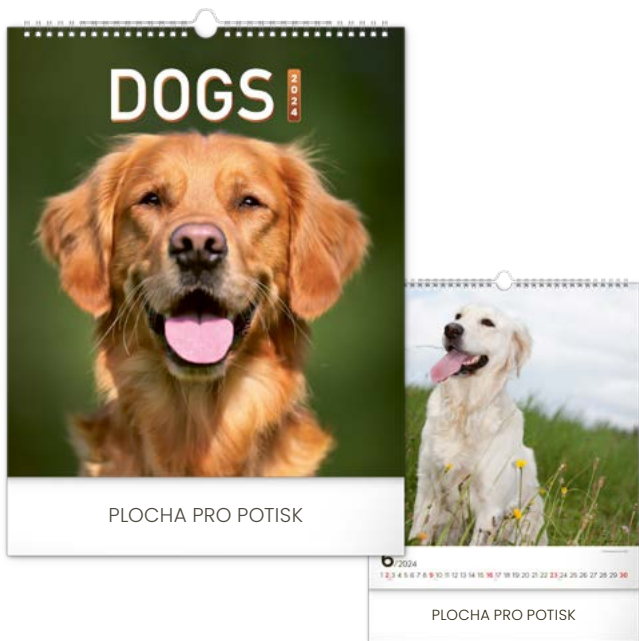 DOGS 2024
PLOCHA PRO POTISK
6/2024
1 2 3 4 5 6 7 8 9 10 11 12 13 14 15 16 17 18 19 20 21 22 23 24 25 26 27 28 29 30
PLOCHA PRO POTISK